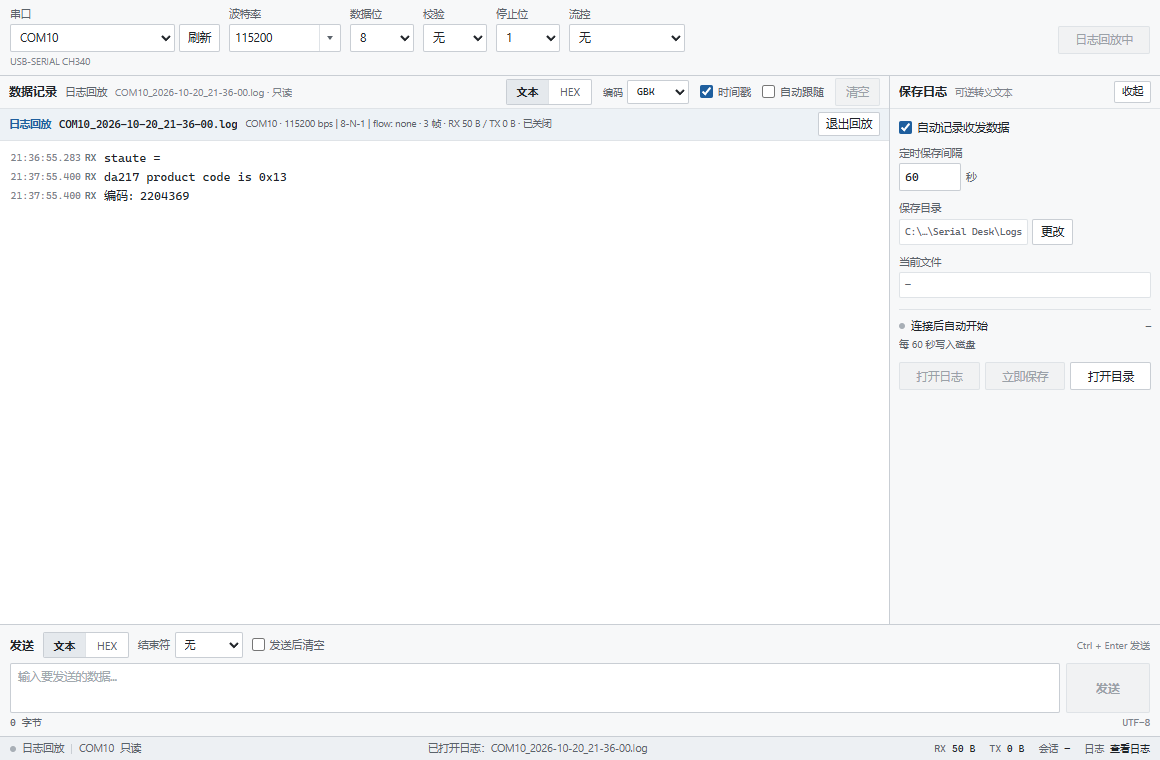 串口 波特率 数据位 校验 停止位 流控
COM10 刷新 115200 8 无 1 无 日志回放中
USB-SERIAL CH340
数据记录 日志回放 COM10_2026-10-20_21-36-00.log · 只读 文本 HEX 编码 GBK 时间戳 自动跟随 清空
日志回放 COM10_2026-10-20_21-36-00.log COM10 · 115200 bps | 8-N-1 | flow: none · 3 帧 · RX 50 B / TX 0 B · 已关闭 退出回放
21:36:55.283 RX staute =
21:37:55.400 RX da217 product code is 0x13
21:37:55.400 RX 编码: 2204369
保存日志 可逆转义文本 收起
自动记录收发数据
定时保存间隔
60 秒
保存目录
C:\…\Serial Desk\Logs 更改
当前文件
—
连接后自动开始 —
每 60 秒写入磁盘
打开日志 立即保存 打开目录
发送 文本 HEX 结束符 无 发送后清空 Ctrl + Enter 发送
输入要发送的数据… 发送
0 字节 UTF-8
日志回放 COM10 只读 已打开日志: COM10_2026-10-20_21-36-00.log RX 50 B TX 0 B 会话 — 日志 查看日志